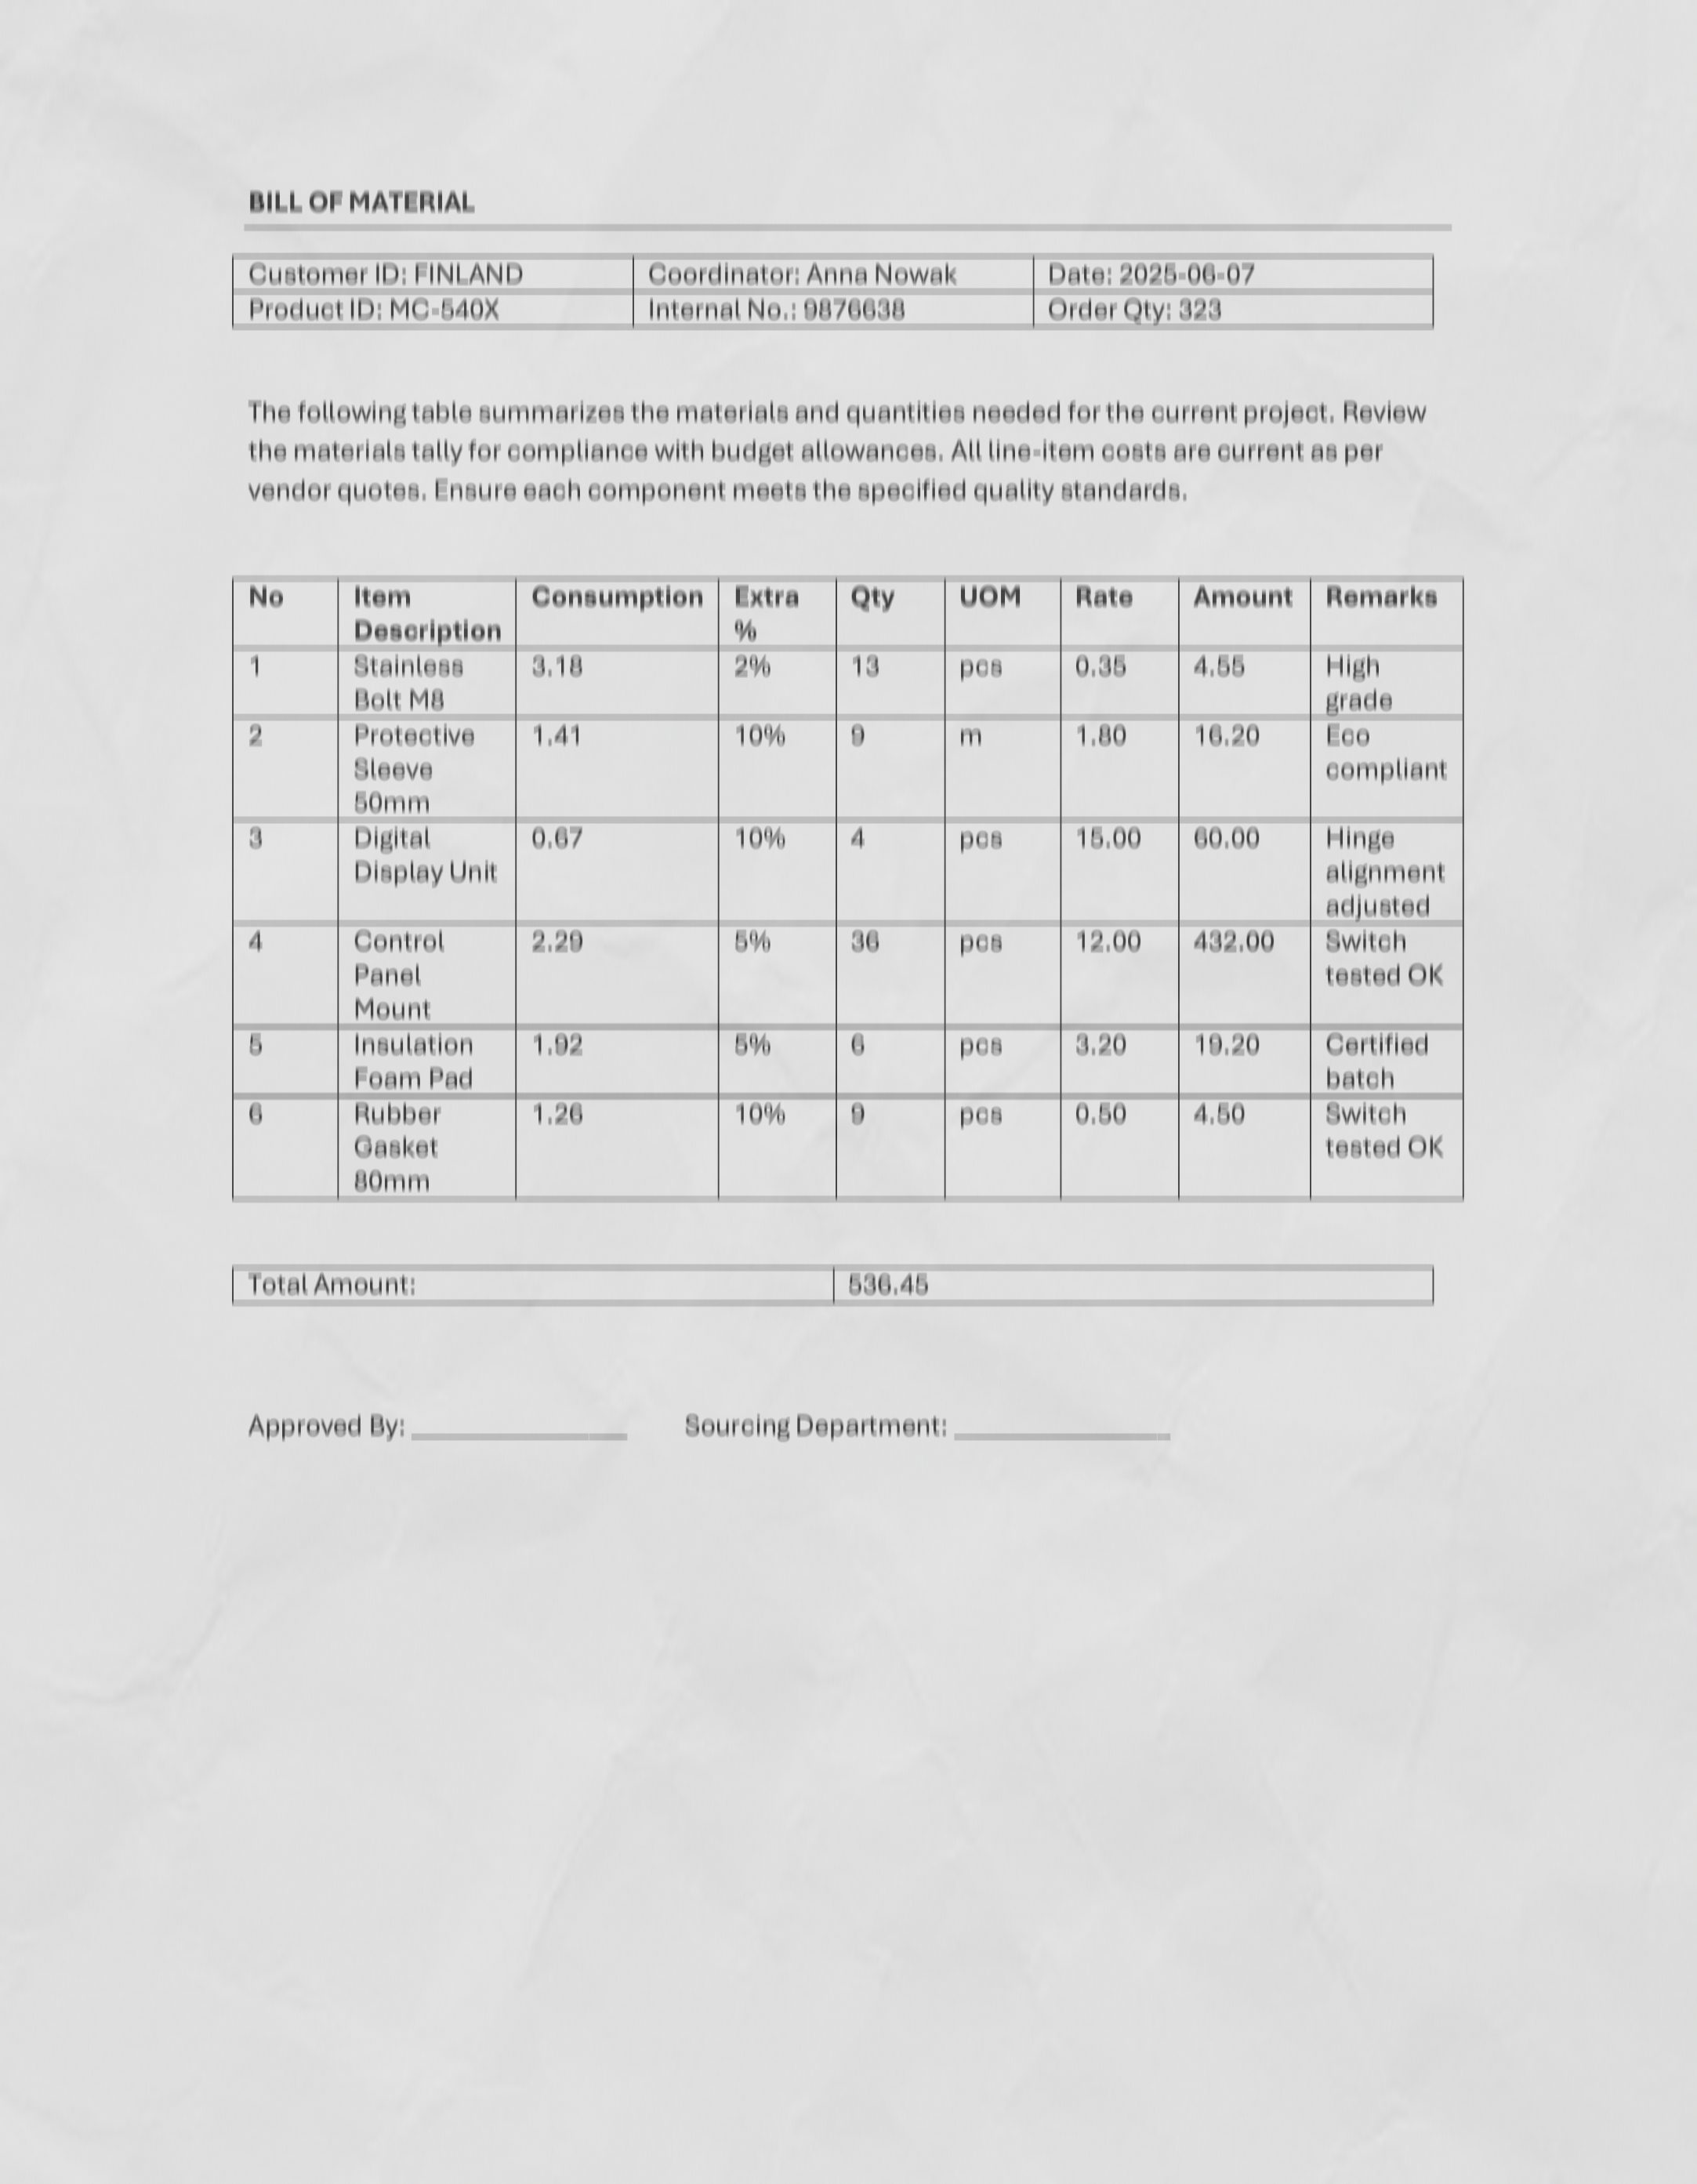 BILL OF MATERIAL
Customer ID: FINLAND Coordinator: Anna Nowak Date: 2025-06-07
Product ID: MC-540X Internal No.: 9876638 Order Qty: 323
The following table summarizes the materials and quantities needed for the current project. Review
the materials tally for compliance with budget allowances. All line-item costs are current as per
vendor quotes. Ensure each component meets the specified quality standards.
No Item Consumption Extra Qty UOM Rate Amount Remarks
Description %
1 Stainless 3.18 2% 13 pcs 0.35 4.55 High
Bolt M8 grade
2 Protective 1.41 10% 9 m 1.80 16.20 Eco
Sleeve compliant
50mm
3 Digital 0.67 10% 4 pcs 15.00 60.00 Hinge
Display Unit alignment
adjusted
4 Control 2.29 5% 36 pcs 12.00 432.00 Switch
Panel tested OK
Mount
5 Insulation 1.92 5% 6 pcs 3.20 19.20 Certified
Foam Pad batch
6 Rubber 1.26 10% 9 pcs 0.50 4.50 Switch
Gasket tested OK
80mm
Total Amount: 536.45
Approved By: Sourcing Department: